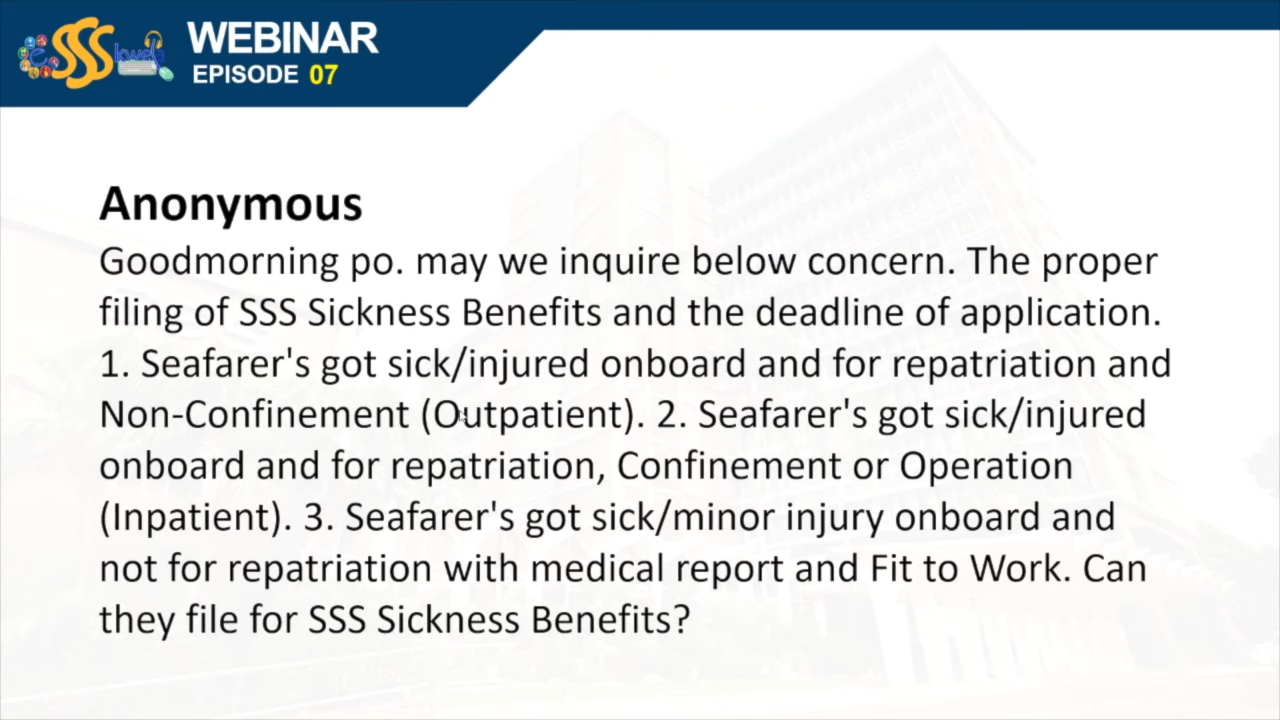 eSSSkwela
WEBINAR
EPISODE 07
Anonymous
Goodmorning po. may we inquire below concern. The proper
filing of SSS Sickness Benefits and the deadline of application.
1. Seafarer's got sick/injured onboard and for repatriation and
Non-Confinement (Outpatient). 2. Seafarer's got sick/injured
onboard and for repatriation, Confinement or Operation
(Inpatient). 3. Seafarer's got sick/minor injury onboard and
not for repatriation with medical report and Fit to Work. Can
they file for SSS Sickness Benefits?